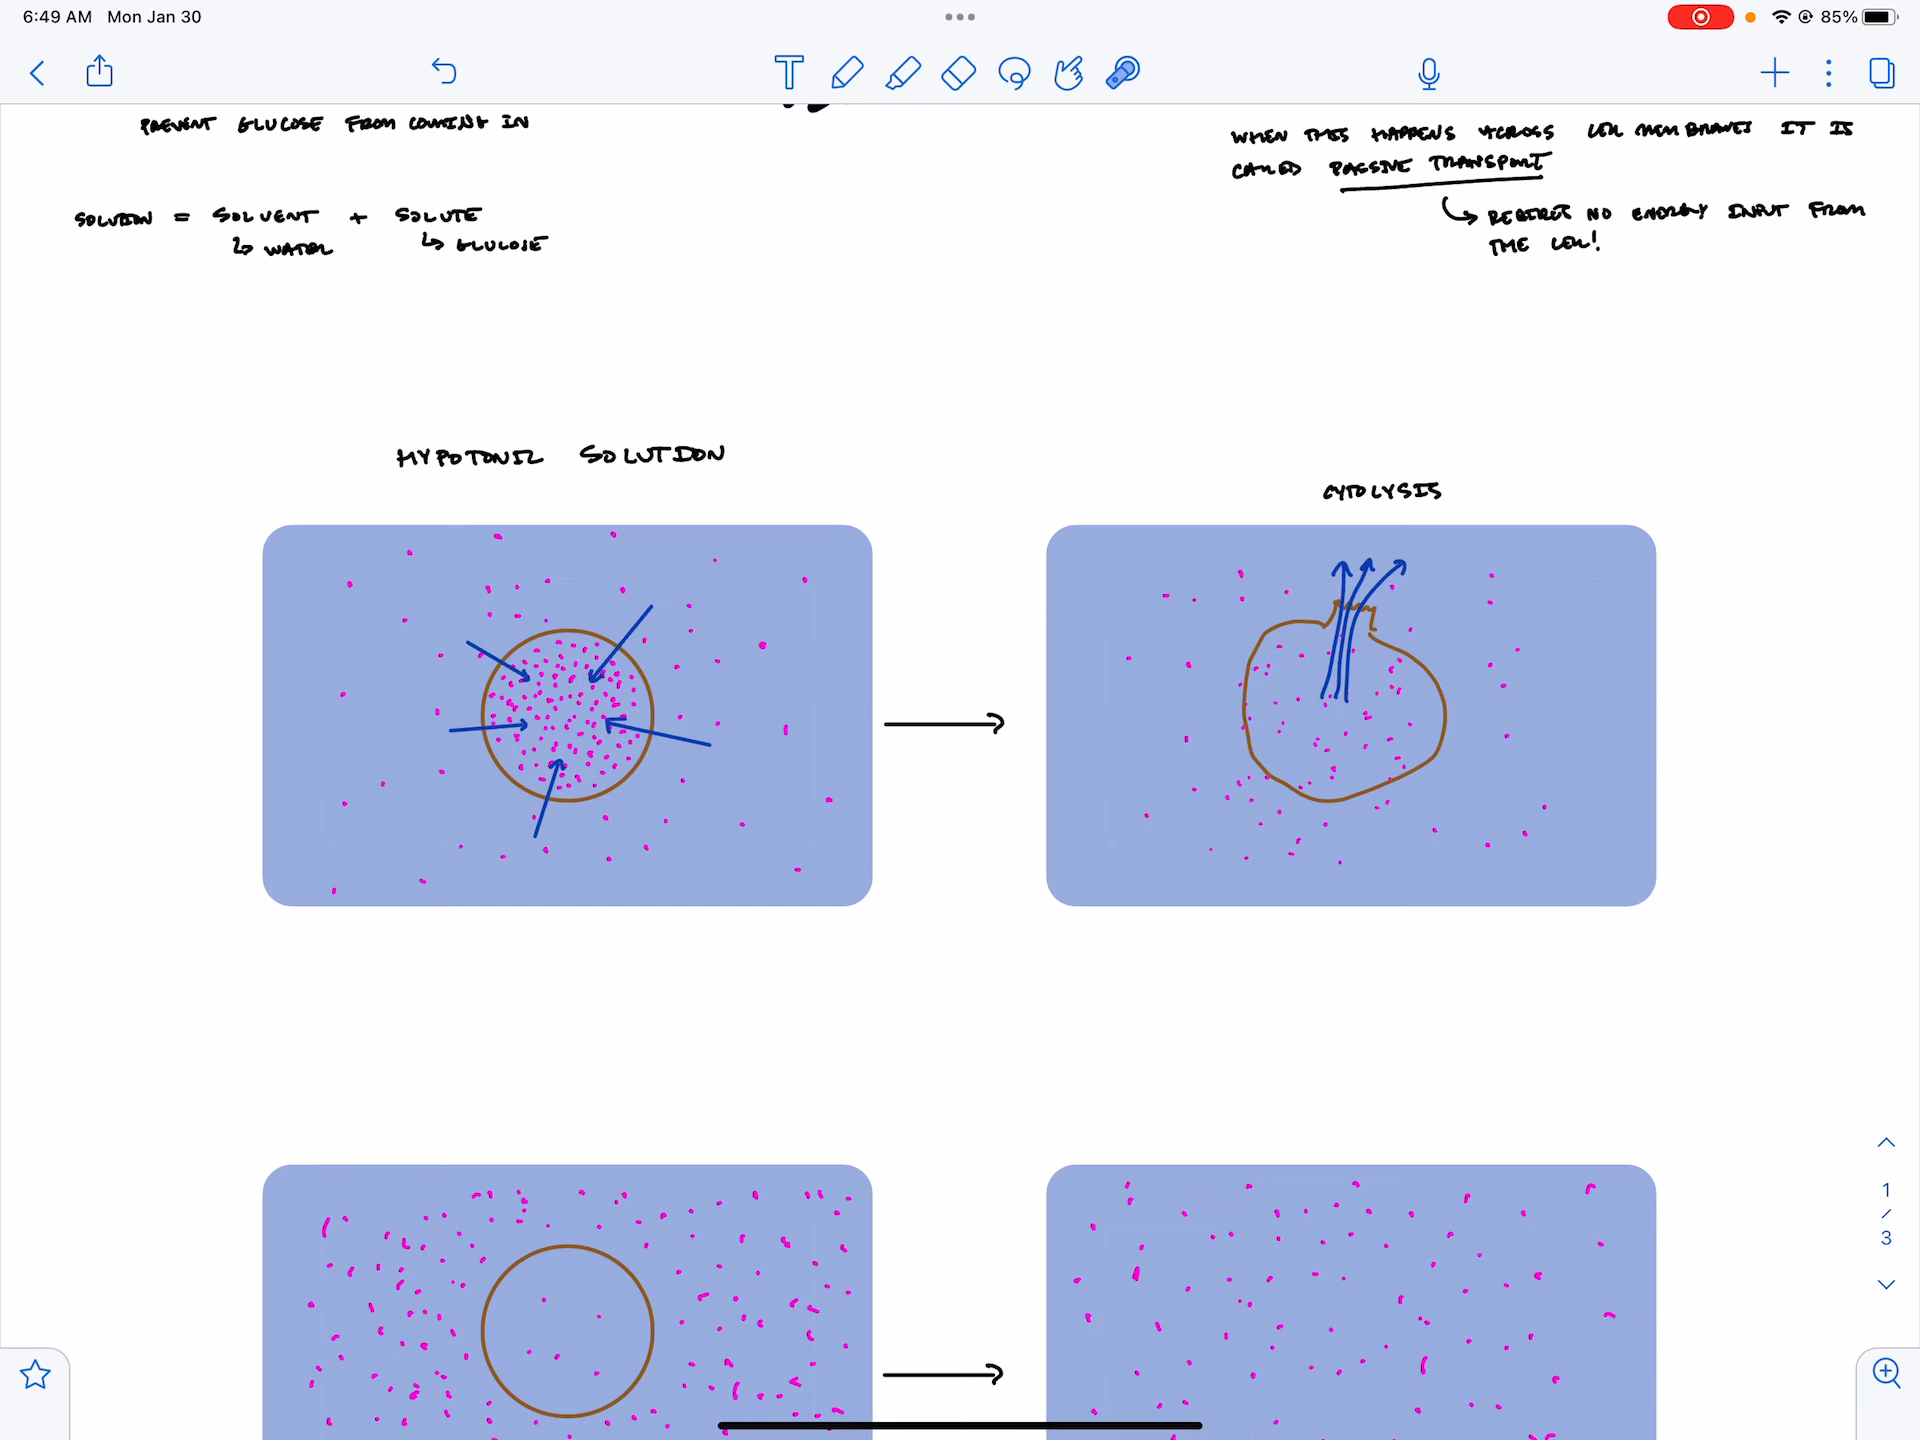 6:49 AM Mon Jan 30
85%
PREVENT GLUCOSE FROM COMING IN
WHEN THIS HAPPENS ACROSS CELL MEMBRANES IT IS
CALLED PASSIVE TRANSPORT
SOLUTION = SOLVENT + SOLUTE
↳ WATER ↳ GLUCOSE
↳ REQUIRES NO ENERGY INPUT FROM
THE CELL!
HYPOTONIC SOLUTION
CYTOLYSIS
1
/
3